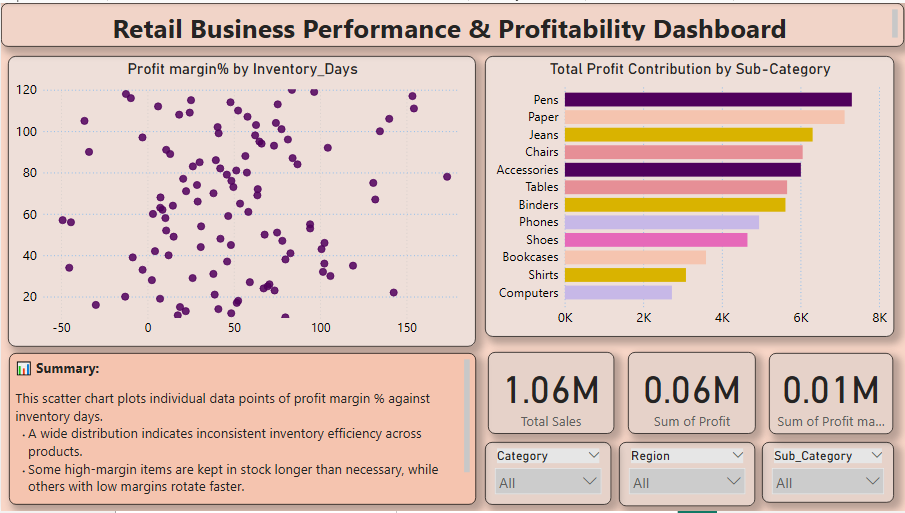 Retail Business Performance & Profitability Dashboard
Profit margin% by Inventory_Days
120
100
80
60
40
20
-50 0 50 100 150
Total Profit Contribution by Sub-Category
Pens
Paper
Jeans
Chairs
Accessories
Tables
Binders
Phones
Shoes
Bookcases
Shirts
Computers
0K 2K 4K 6K 8K
📊 Summary:
This scatter chart plots individual data points of profit margin % against
inventory days.
· A wide distribution indicates inconsistent inventory efficiency across
products.
· Some high-margin items are kept in stock longer than necessary, while
others with low margins rotate faster.
1.06M
Total Sales
0.06M
Sum of Profit
0.01M
Sum of Profit ma...
Category
All
Region
All
Sub_Category
All